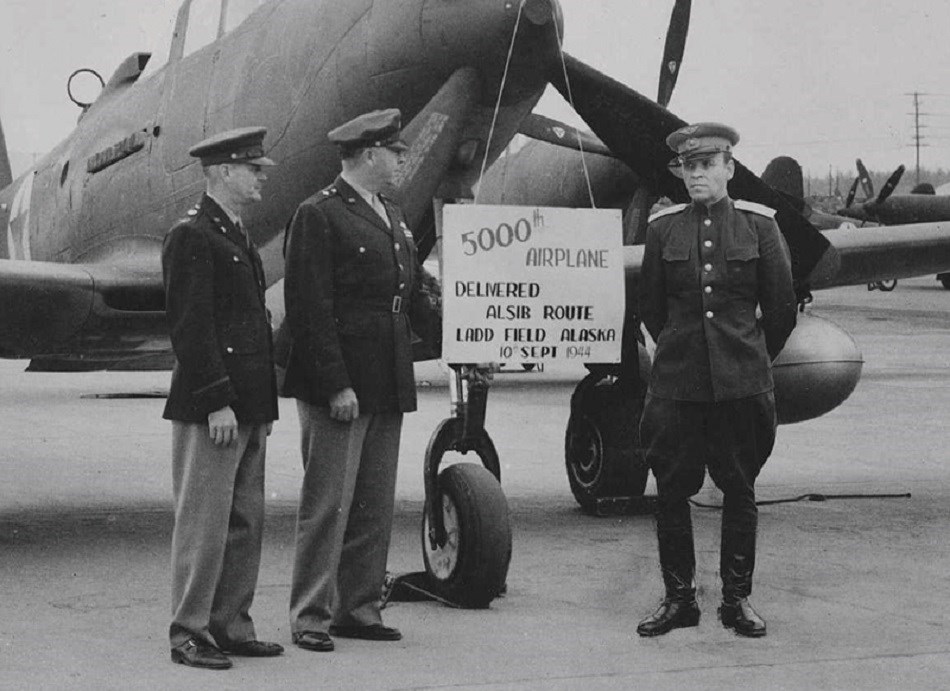 5000th
AIRPLANE
DELIVERED
ALSIB ROUTE
LADD FIELD ALASKA
10th SEPT 1944